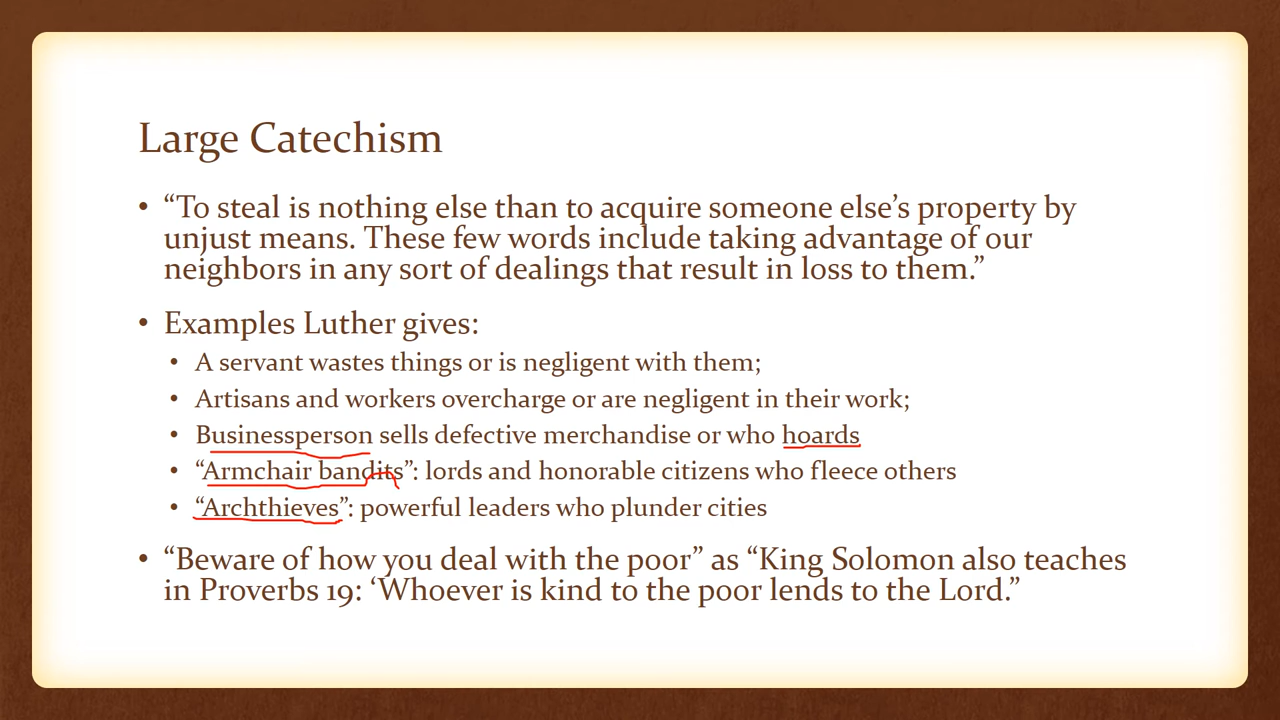 Large Catechism
• “To steal is nothing else than to acquire someone else’s property by
unjust means. These few words include taking advantage of our
neighbors in any sort of dealings that result in loss to them.”
• Examples Luther gives:
• A servant wastes things or is negligent with them;
• Artisans and workers overcharge or are negligent in their work;
• Businessperson sells defective merchandise or who hoards
• “Armchair bandits”: lords and honorable citizens who fleece others
• “Archthieves”: powerful leaders who plunder cities
• “Beware of how you deal with the poor” as “King Solomon also teaches
in Proverbs 19: ‘Whoever is kind to the poor lends to the Lord.”